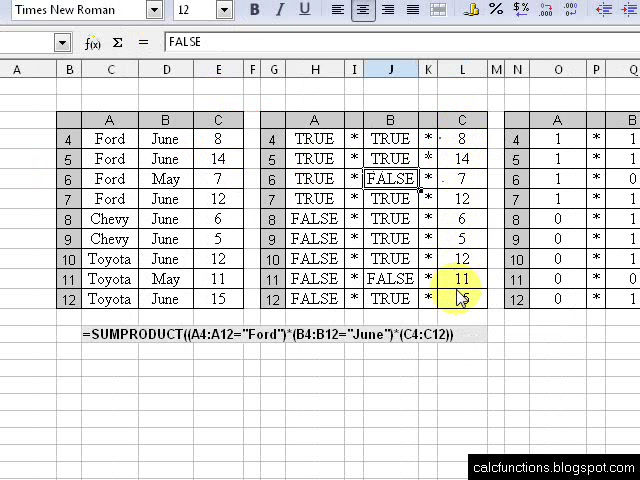 Times New Roman 12 B I U % $%
f(x) Σ = FALSE
A B C D E F G H I J K L M N O P Q
A B C A B C A B
4 Ford June 8 4 TRUE * TRUE * 8 4 1 * 1
5 Ford June 14 5 TRUE * TRUE * 14 5 1 * 1
6 Ford May 7 6 TRUE * FALSE 7 6 1 * 0
7 Ford June 12 7 TRUE * TRUE * 12 7 1 * 1
8 Chevy June 6 8 FALSE * TRUE * 6 8 0 * 1
9 Chevy June 5 9 FALSE * TRUE * 5 9 0 * 1
10 Toyota June 12 10 FALSE * TRUE * 12 10 0 * 1
11 Toyota May 11 11 FALSE * FALSE * 11 11 0 * 0
12 Toyota June 15 12 FALSE * TRUE * 15 12 0 * 1
=SUMPRODUCT((A4:A12="Ford")*(B4:B12="June")*(C4:C12))
calcfunctions.blogspot.com